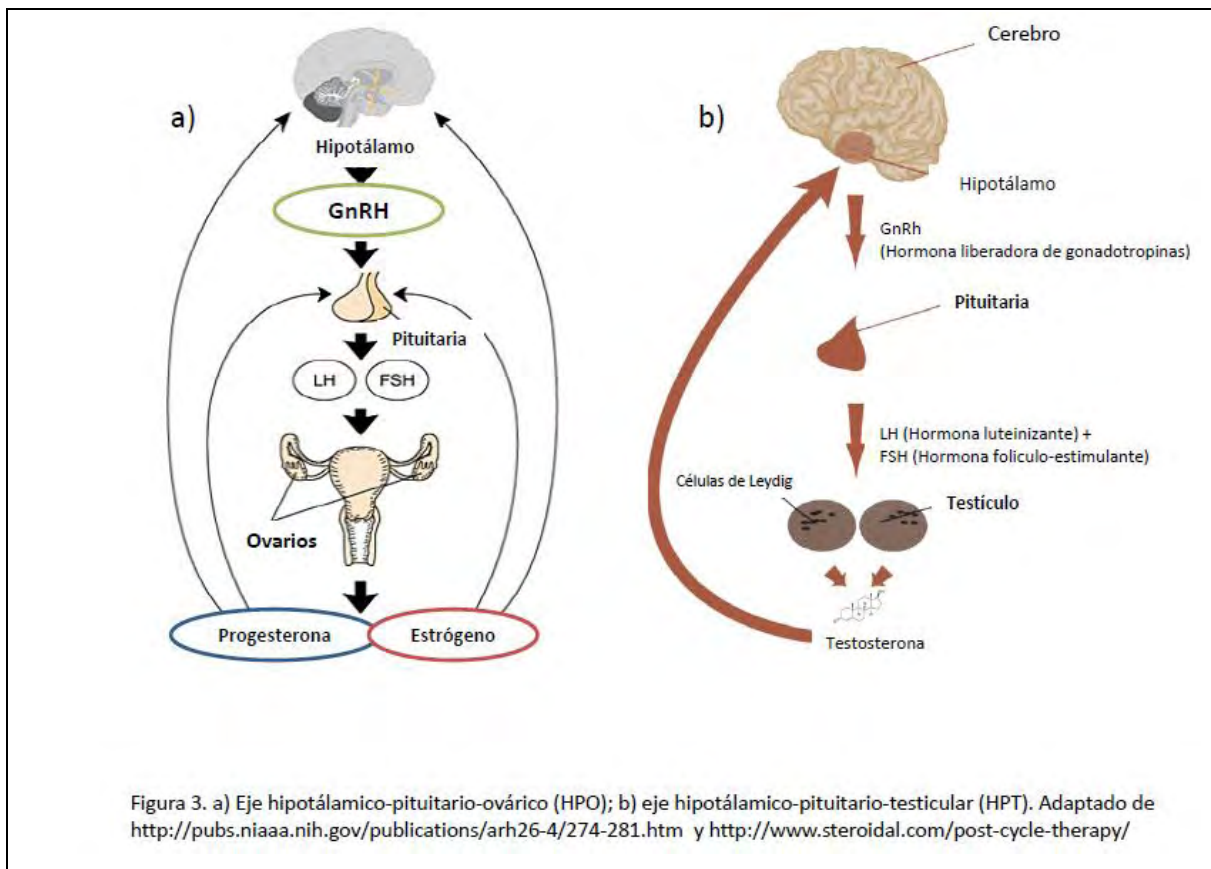 a)
Hipotálamo
GnRH
Pituitaria
LH
FSH
Ovarios
Progesterona
Estrógeno
b)
Cerebro
Hipotálamo
GnRh
(Hormona liberadora de gonadotropinas)
Pituitaria
LH (Hormona luteinizante) +
FSH (Hormona foliculo-estimulante)
Células de Leydig
Testículo
Testosterona
Figura 3. a) Eje hipotálamico-pituitario-ovárico (HPO); b) eje hipotálamico-pituitario-testicular (HPT). Adaptado de
http://pubs.niaaa.nih.gov/publications/arh26-4/274-281.htm y http://www.steroidal.com/post-cycle-therapy/